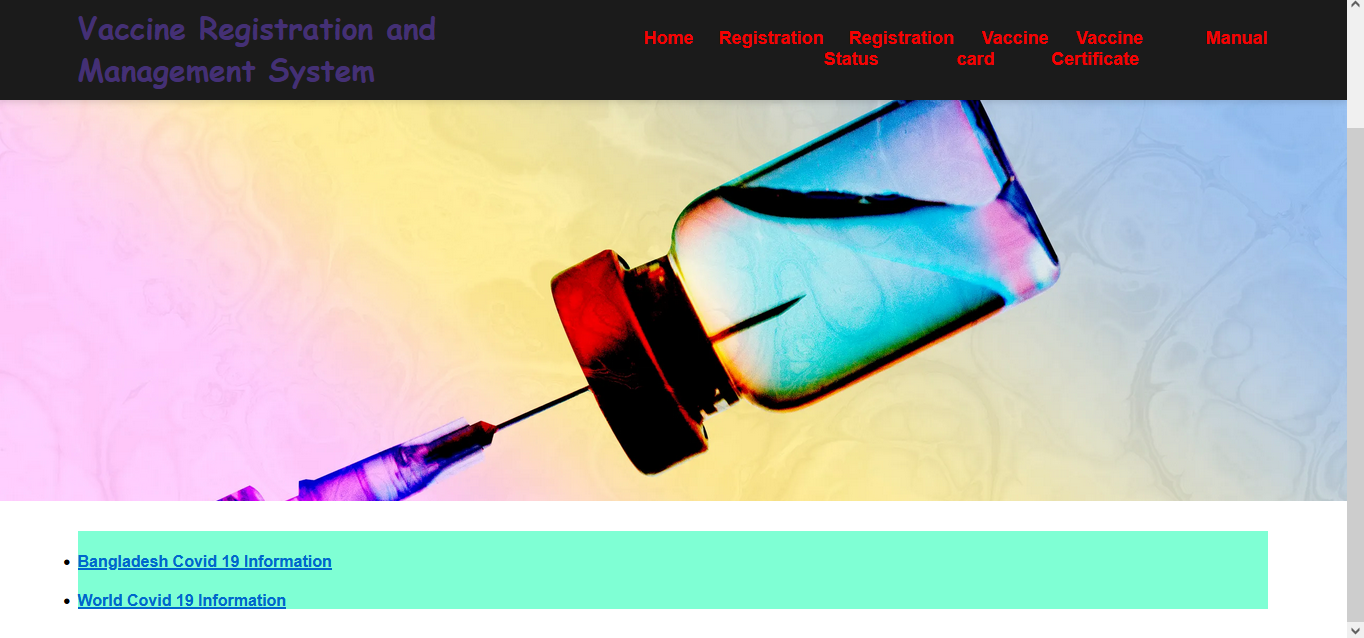 Vaccine Registration and
Management System
Home Registration Registration Vaccine Vaccine Manual
Status card Certificate
Bangladesh Covid 19 Information
World Covid 19 Information